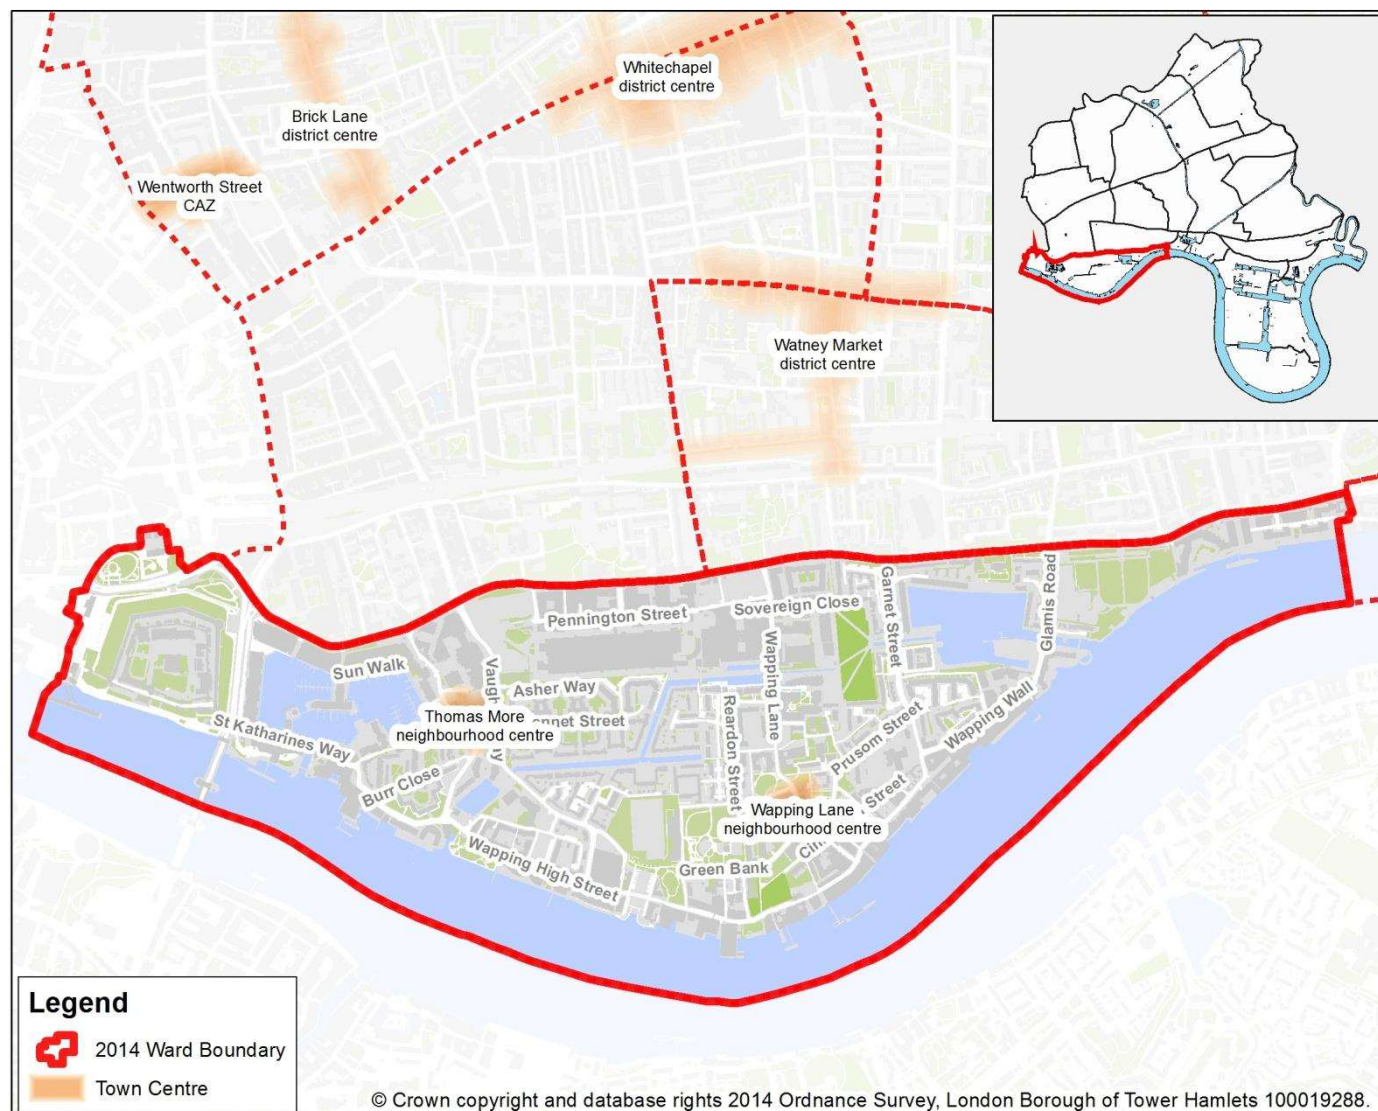 Whitechapel
district centre
Brick Lane
district centre
Wentworth Street
CAZ
Watney Market
district centre
Pennington Street
Sovereign Close
Garnet Street
Glamis Road
Sun Walk
Wapping Lane
Asher Way
Thomas More
neighbourhood centre
St Katharines Way
Reardon Street
Prusom Street
Wapping Wall
Burr Close
Street
Wapping Lane
neighbourhood centre
Wapping High Street
Green Bank
Legend
2014 Ward Boundary
Town Centre
© Crown copyright and database rights 2014 Ordnance Survey, London Borough of Tower Hamlets 100019288.